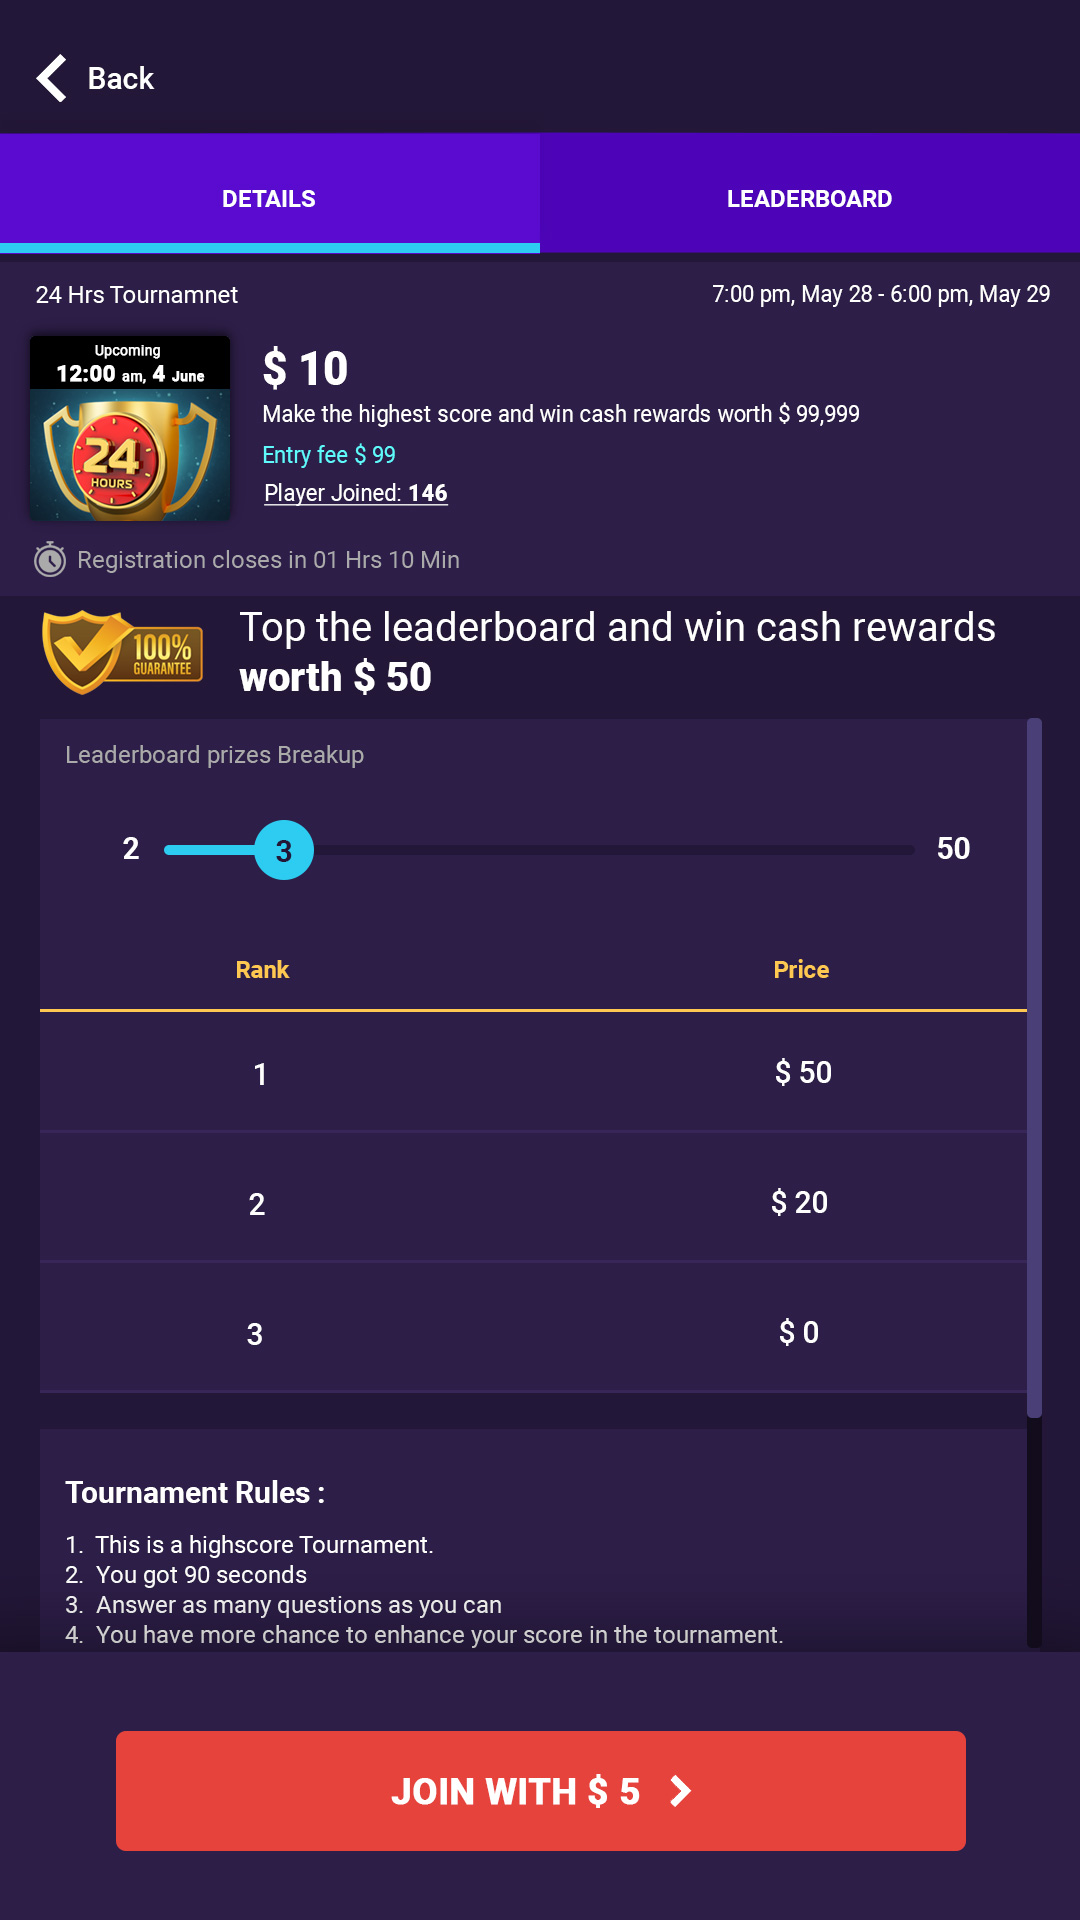 Back
DETAILS
LEADERBOARD
24 Hrs Tournamnet
7:00 pm, May 28 - 6:00 pm, May 29
Upcoming
12:00 am, 4 June
24
HOURS
$ 10
Make the highest score and win cash rewards worth $ 99,999
Entry fee $ 99
Player Joined: 146
Registration closes in 01 Hrs 10 Min
100%
GUARANTEE
Top the leaderboard and win cash rewards
worth $ 50
Leaderboard prizes Breakup
2
3
50
Rank
Price
1
$ 50
2
$ 20
3
$ 0
Tournament Rules :
1. This is a highscore Tournament.
2. You got 90 seconds
3. Answer as many questions as you can
4. You have more chance to enhance your score in the tournament.
JOIN WITH $ 5